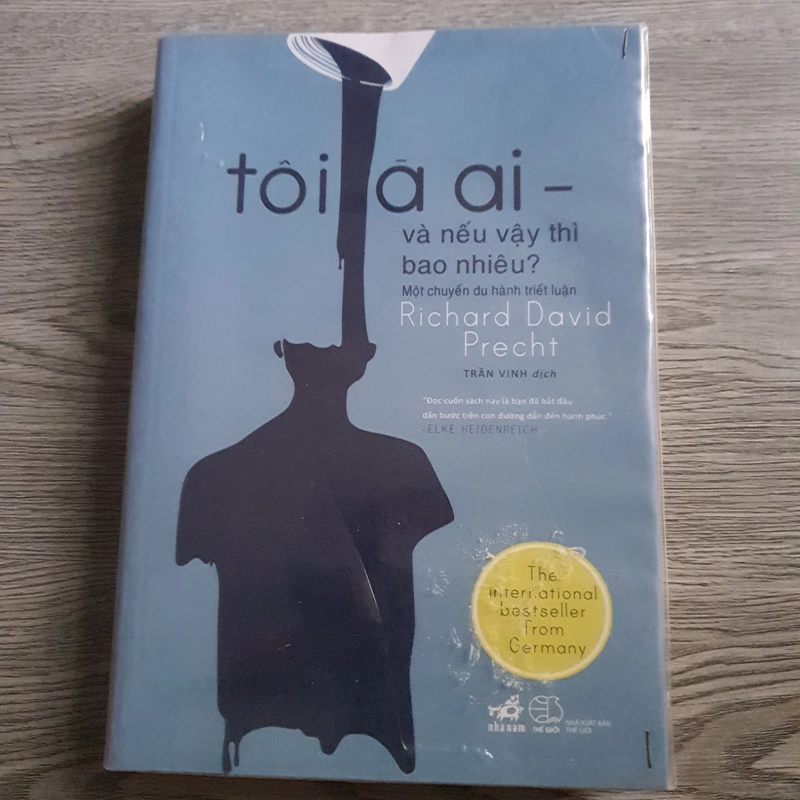 tôi là ai –
và nếu vậy thì
bao nhiêu?
Một chuyến du hành triết luận
Richard David
Precht
TRẦN VINH dịch
"Đọc cuốn sách này là bạn đã bắt đầu
dấn bước trên con đường dẫn đến hạnh phúc."
-ELKE HEIDENREICH
The
international
bestseller
from
Germany
nhã nam
THẾ GIỚI
NHÀ XUẤT BẢN
THẾ GIỚI